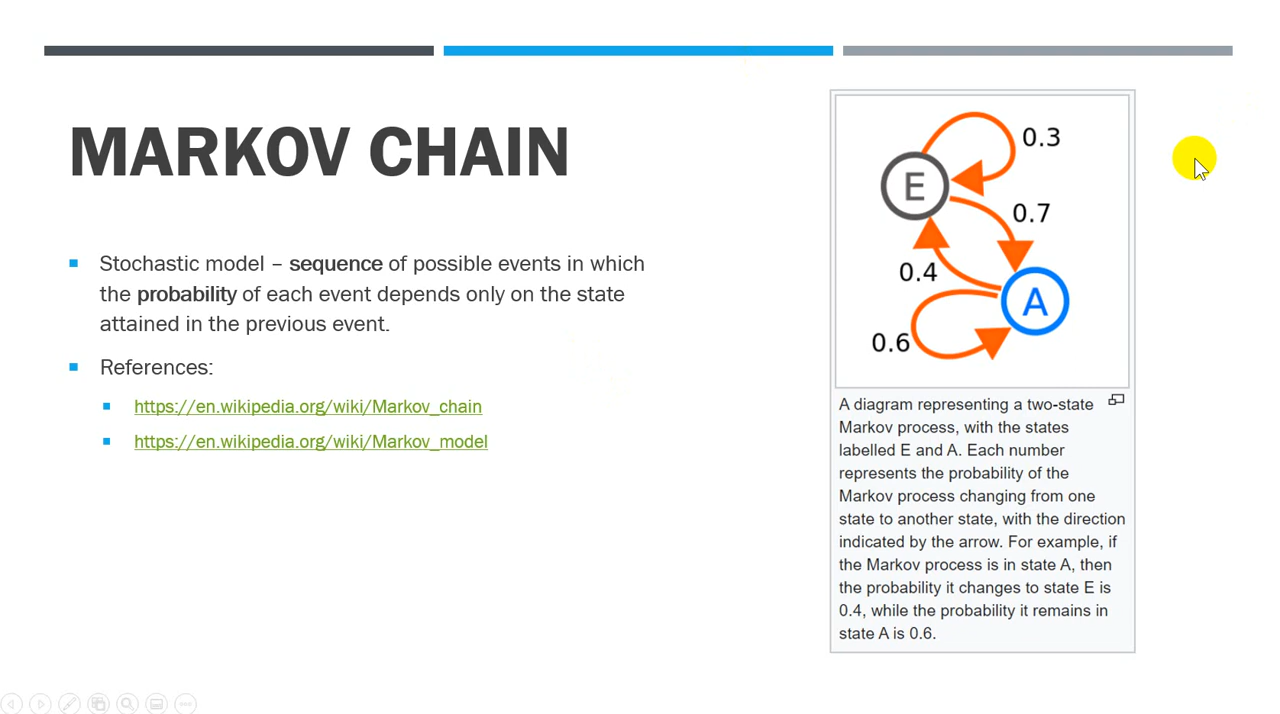 MARKOV CHAIN
Stochastic model – sequence of possible events in which
the probability of each event depends only on the state
attained in the previous event.
References:
https://en.wikipedia.org/wiki/Markov_chain
https://en.wikipedia.org/wiki/Markov_model
0.3
E
0.7
0.4
A
0.6
A diagram representing a two-state
Markov process, with the states
labelled E and A. Each number
represents the probability of the
Markov process changing from one
state to another state, with the direction
indicated by the arrow. For example, if
the Markov process is in state A, then
the probability it changes to state E is
0.4, while the probability it remains in
state A is 0.6.